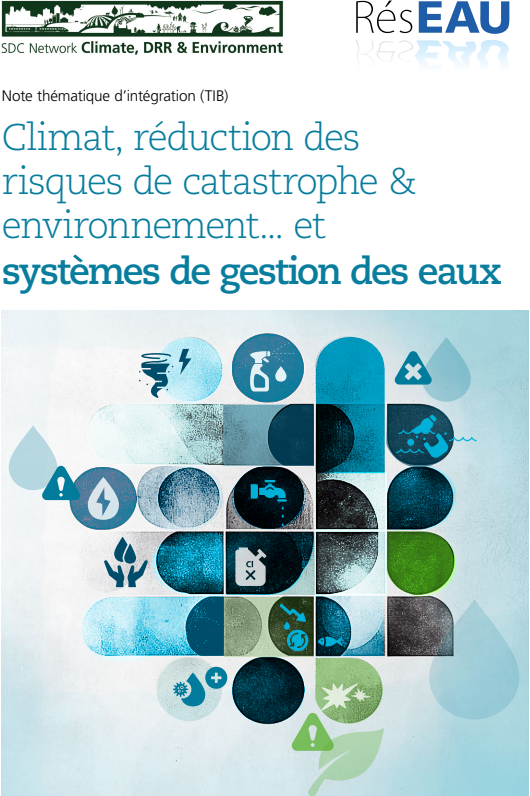 SDC Network Climate, DRR & Environment
RésEAU
Note thématique d'intégration (TIB)
Climat, réduction des
risques de catastrophe &
environnement... et
systèmes de gestion des eaux
!
Cl
X
!